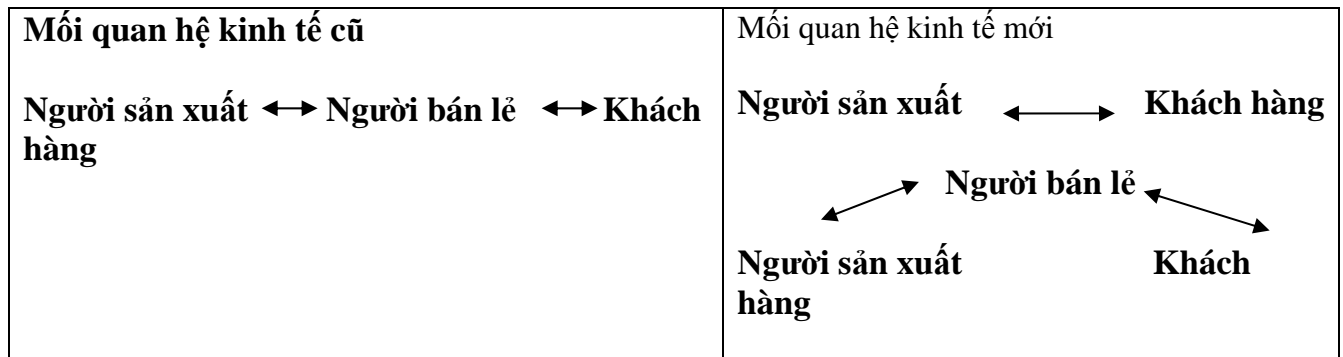 Mối quan hệ kinh tế cũ
Người sản xuất ↔ Người bán lẻ ↔ Khách
hàng
Mối quan hệ kinh tế mới
Người sản xuất ↔ Khách hàng
Người bán lẻ
Người sản xuất Khách
hàng